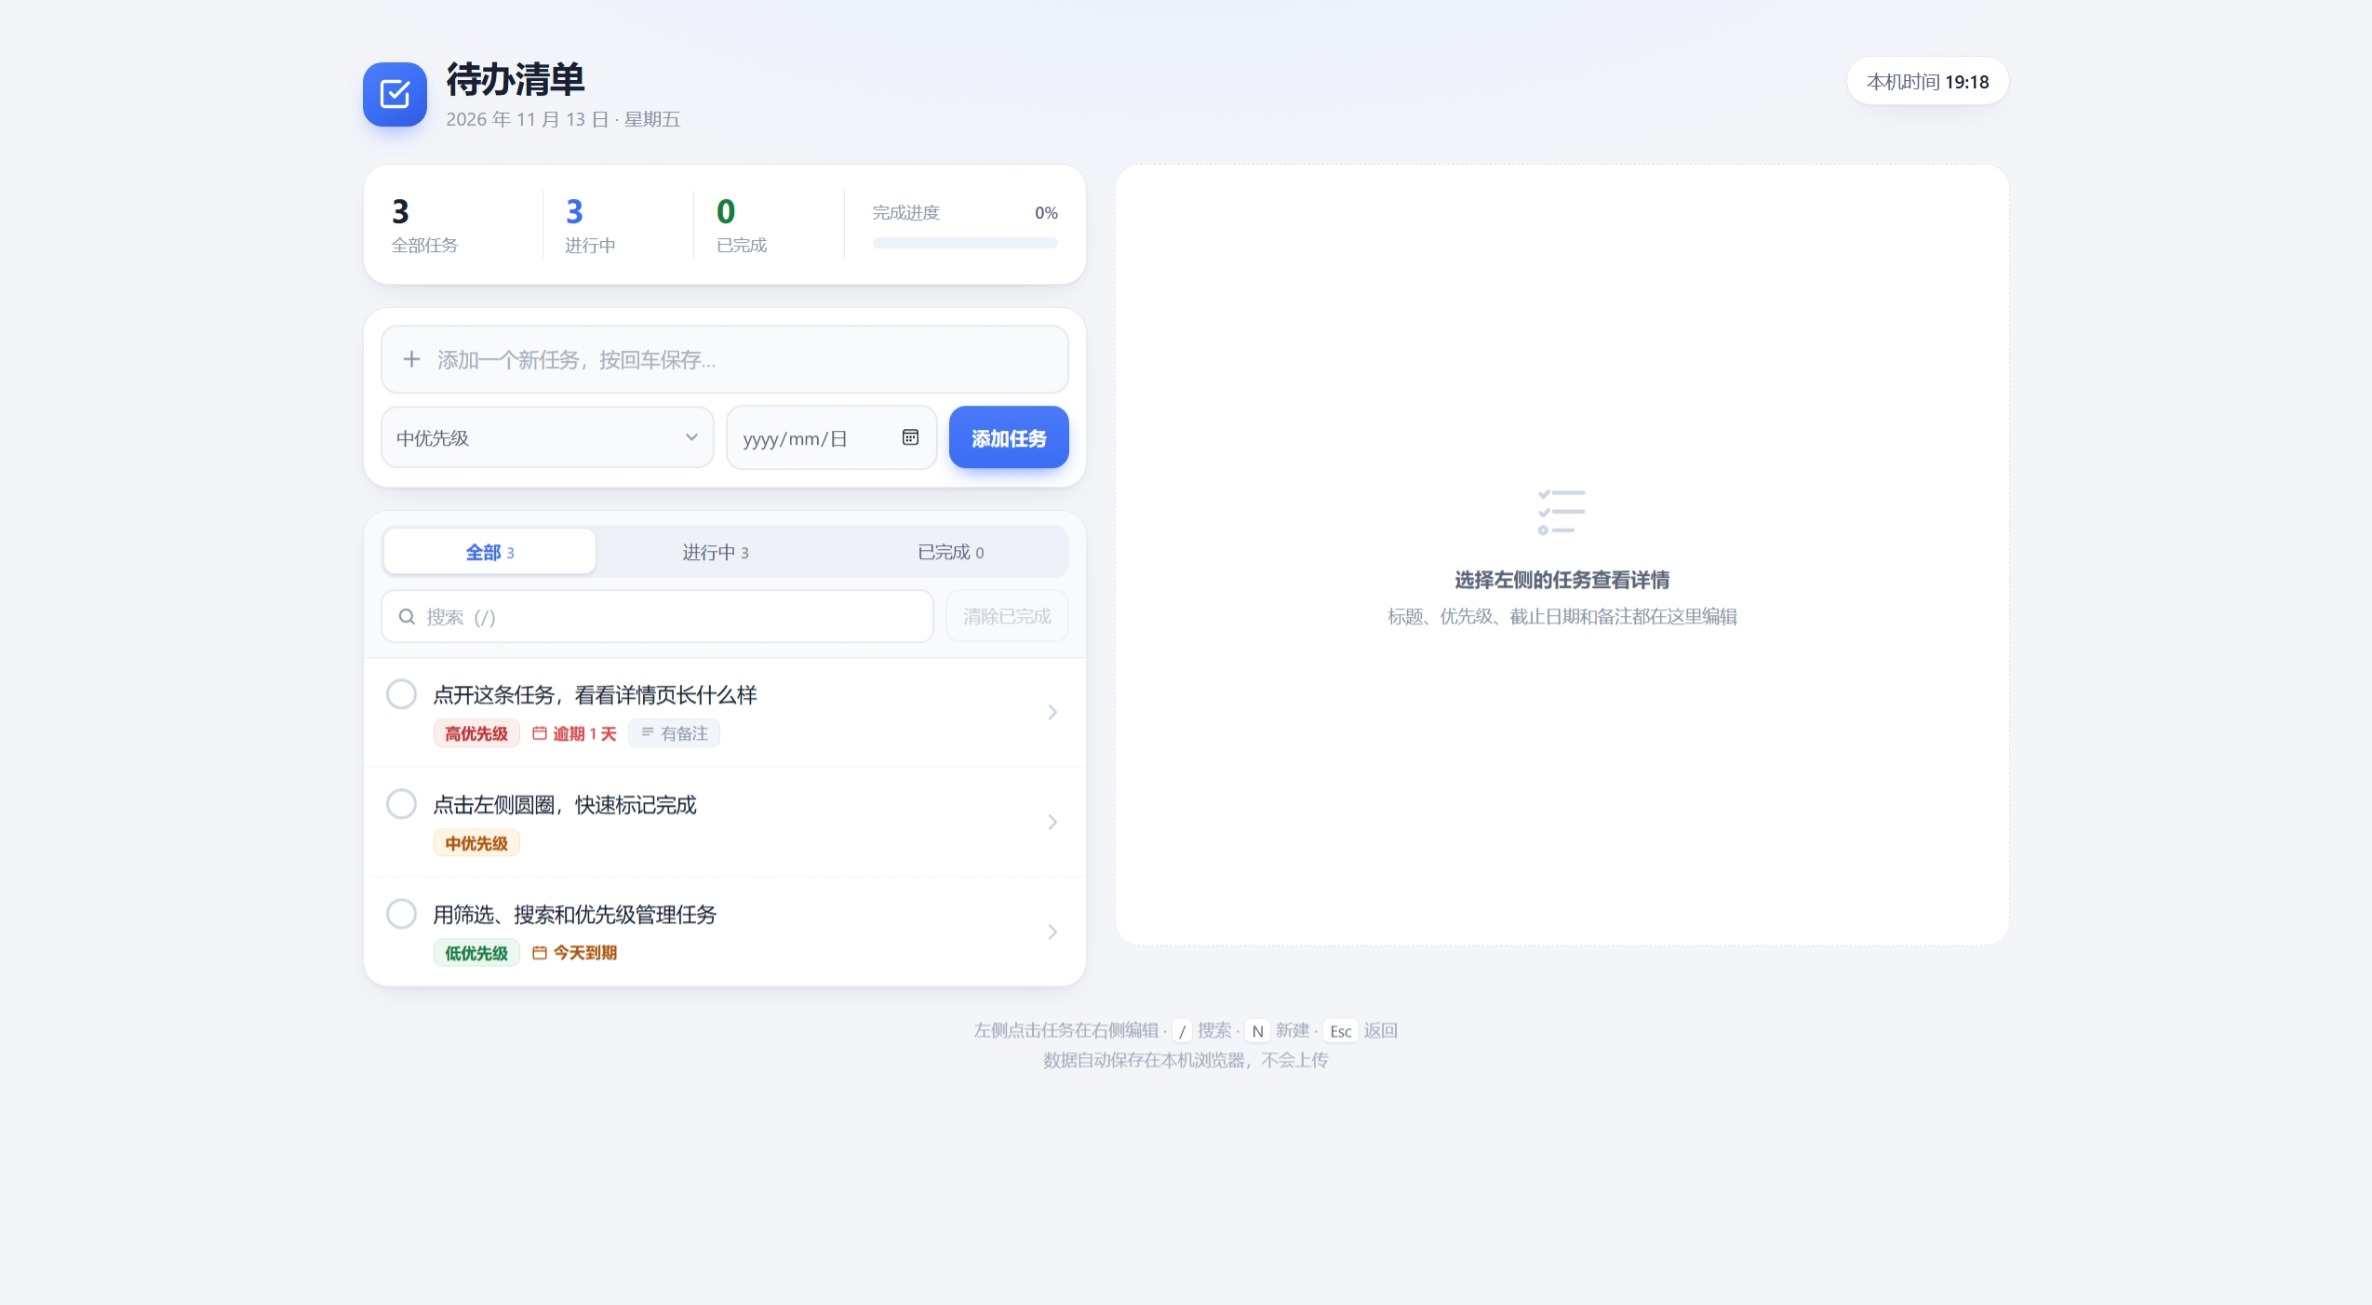 待办清单
2026 年 11 月 13 日 · 星期五
本机时间 19:18
3
全部任务
3
进行中
0
已完成
完成进度 0%
添加一个新任务，按回车保存...
中优先级
yyyy/mm/日
添加任务
全部 3
进行中 3
已完成 0
搜索（/）
清除已完成
点开这条任务，看看详情页长什么样
高优先级 逾期 1 天 有备注
点击左侧圆圈，快速标记完成
中优先级
用筛选、搜索和优先级管理任务
低优先级 今天到期
选择左侧的任务查看详情
标题、优先级、截止日期和备注都在这里编辑
左侧点击任务在右侧编辑 · / 搜索 · N 新建 · Esc 返回
数据自动保存在本机浏览器，不会上传